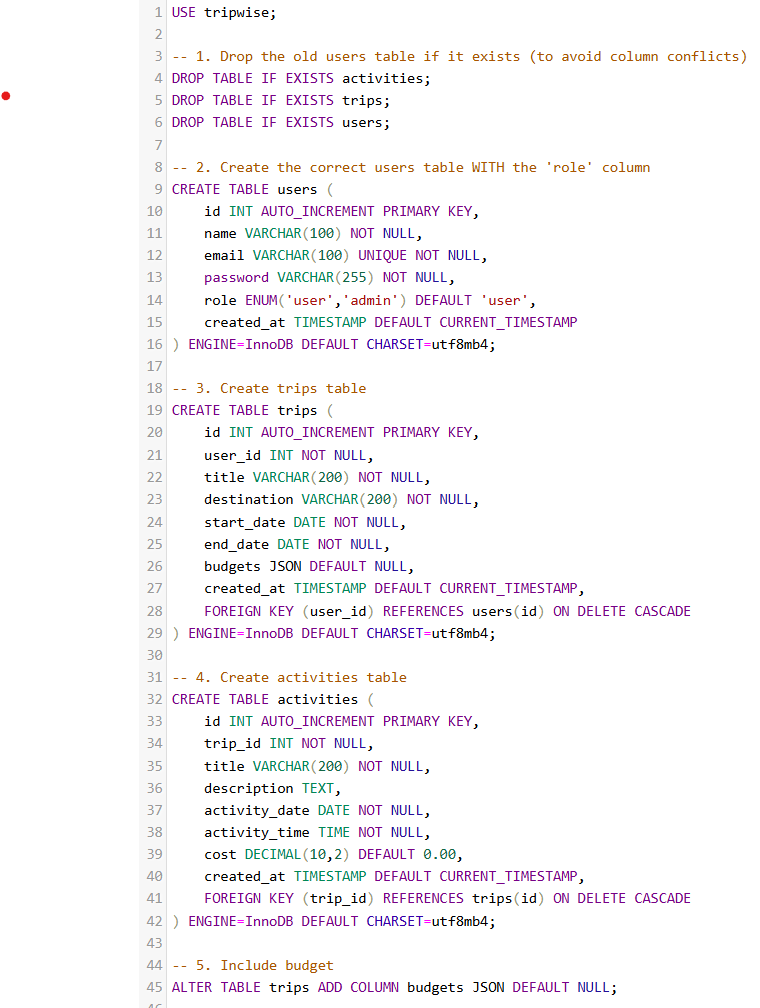 1 USE tripwise;
2
3 -- 1. Drop the old users table if it exists (to avoid column conflicts)
4 DROP TABLE IF EXISTS activities;
5 DROP TABLE IF EXISTS trips;
6 DROP TABLE IF EXISTS users;
7
8 -- 2. Create the correct users table WITH the 'role' column
9 CREATE TABLE users (
10     id INT AUTO_INCREMENT PRIMARY KEY,
11     name VARCHAR(100) NOT NULL,
12     email VARCHAR(100) UNIQUE NOT NULL,
13     password VARCHAR(255) NOT NULL,
14     role ENUM('user','admin') DEFAULT 'user',
15     created_at TIMESTAMP DEFAULT CURRENT_TIMESTAMP
16 ) ENGINE=InnoDB DEFAULT CHARSET=utf8mb4;
17
18 -- 3. Create trips table
19 CREATE TABLE trips (
20     id INT AUTO_INCREMENT PRIMARY KEY,
21     user_id INT NOT NULL,
22     title VARCHAR(200) NOT NULL,
23     destination VARCHAR(200) NOT NULL,
24     start_date DATE NOT NULL,
25     end_date DATE NOT NULL,
26     budgets JSON DEFAULT NULL,
27     created_at TIMESTAMP DEFAULT CURRENT_TIMESTAMP,
28     FOREIGN KEY (user_id) REFERENCES users(id) ON DELETE CASCADE
29 ) ENGINE=InnoDB DEFAULT CHARSET=utf8mb4;
30
31 -- 4. Create activities table
32 CREATE TABLE activities (
33     id INT AUTO_INCREMENT PRIMARY KEY,
34     trip_id INT NOT NULL,
35     title VARCHAR(200) NOT NULL,
36     description TEXT,
37     activity_date DATE NOT NULL,
38     activity_time TIME NOT NULL,
39     cost DECIMAL(10,2) DEFAULT 0.00,
40     created_at TIMESTAMP DEFAULT CURRENT_TIMESTAMP,
41     FOREIGN KEY (trip_id) REFERENCES trips(id) ON DELETE CASCADE
42 ) ENGINE=InnoDB DEFAULT CHARSET=utf8mb4;
43
44 -- 5. Include budget
45 ALTER TABLE trips ADD COLUMN budgets JSON DEFAULT NULL;